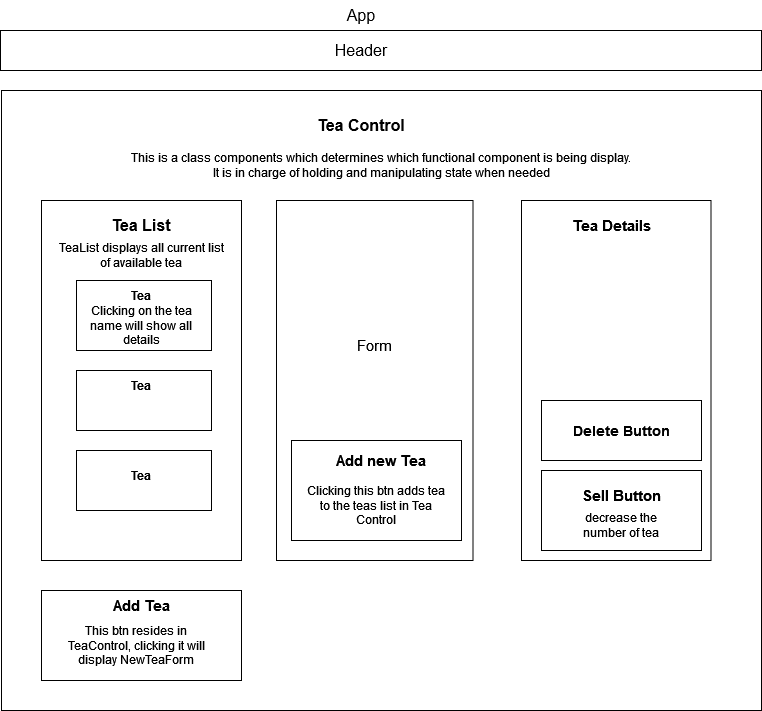 App
Header
Tea Control
This is a class components which determines which functional component is being display.
It is in charge of holding and manipulating state when needed
Tea List
TeaList displays all current list
of available tea
Tea
Clicking on the tea
name will show all
details
Tea
Tea
Form
Add new Tea
Clicking this btn adds tea
to the teas list in Tea
Control
Tea Details
Delete Button
Sell Button
decrease the
number of tea
Add Tea
This btn resides in
TeaControl, clicking it will
display NewTeaForm